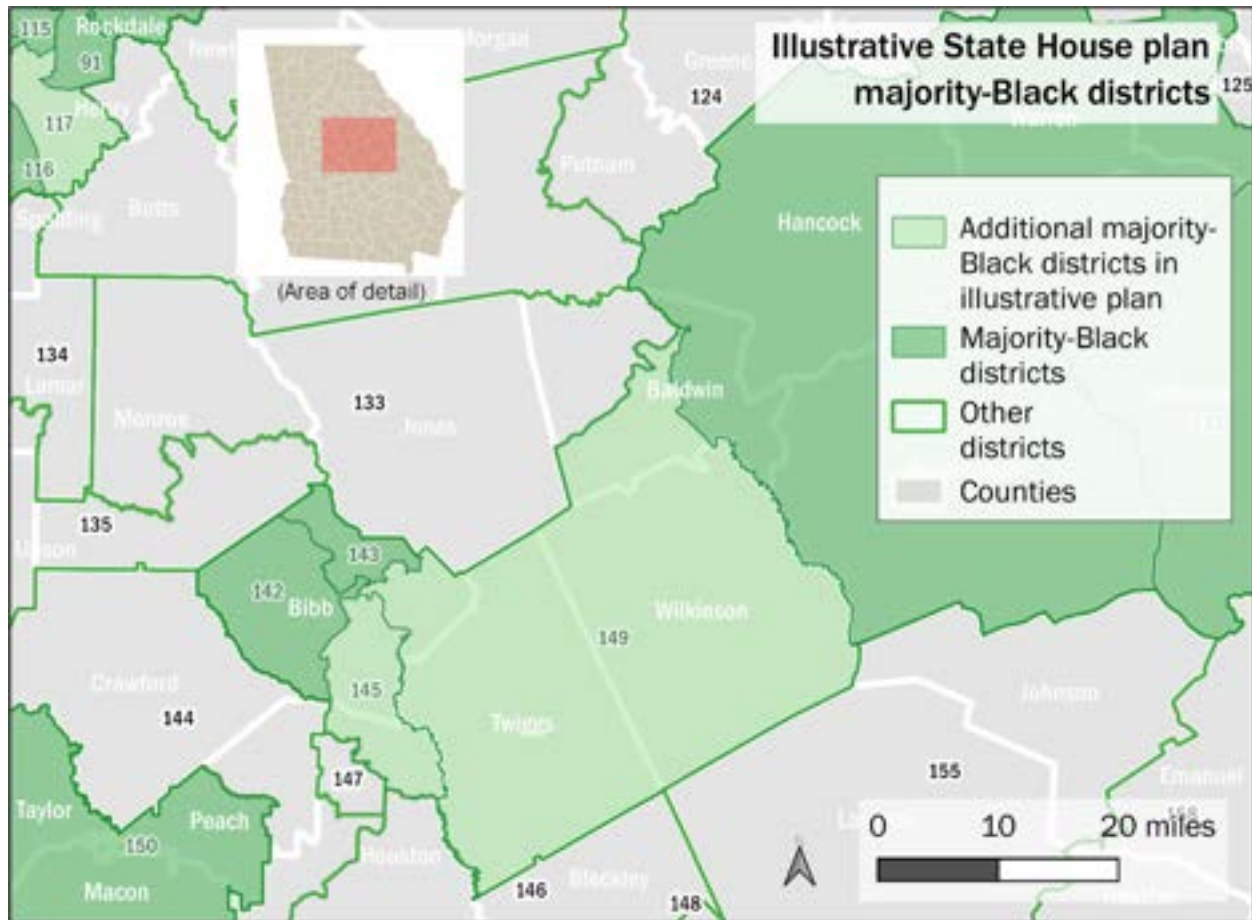 Illustrative State House plan
majority-Black districts
Additional majority-
Black districts in
illustrative plan
Majority-Black
districts
Other
districts
Counties
(Area of detail)
0 10 20 miles
115
Rockdale
91
Morgan
Greene
124
125
117
Henry
116
Spalding
Butts
Putnam
Hancock
Warren
134
Lamar
Monroe
133
Jones
Baldwin
135
Upson
143
142
Bibb
Wilkinson
149
145
Crawford
144
Twiggs
Johnson
147
155
Emanuel
Taylor
Peach
150
Houston
Macon
146
Bleckley
148
158